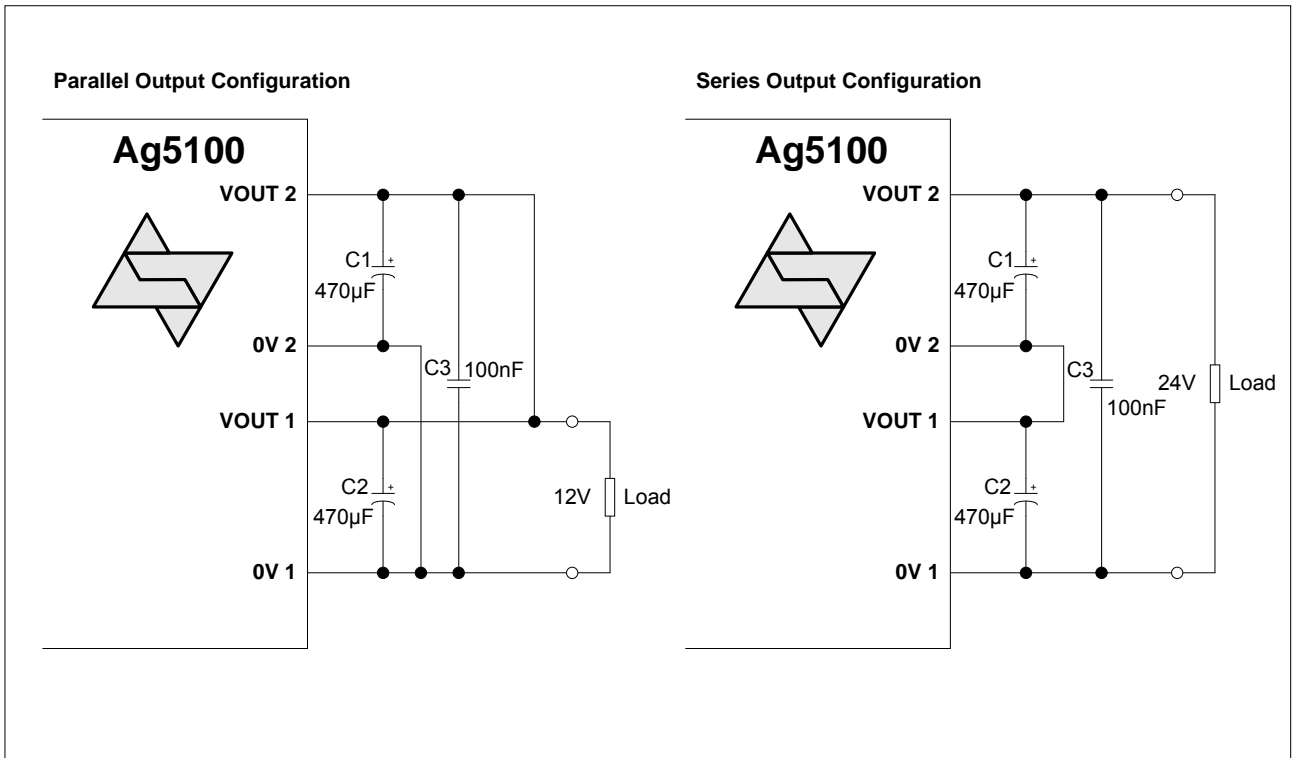 Parallel Output Configuration
Ag5100
VOUT 2
C1
+
470µF
0V 2
C3 100nF
VOUT 1
C2
+
470µF
12V
Load
0V 1
Series Output Configuration
Ag5100
VOUT 2
C1
+
470µF
0V 2
C3
24V
Load
100nF
VOUT 1
C2
+
470µF
0V 1